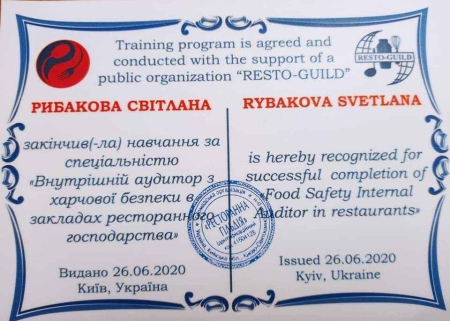 Training program is agreed and
conducted with the support of a
public organization “RESTO-GUILD”
RESTO-GUILD
РИБАКОВА СВІТЛАНА
закінчив(-ла) навчання за
спеціальністю
«Внутрішній аудитор з
харчової безпеки в
закладах ресторанного
господарства»
Видано 26.06.2020
Київ, Україна
RYBAKOVA SVETLANA
is hereby recognized for
successful completion of
«Food Safety Internal
Auditor in restaurants»
Issued 26.06.2020
Kyiv, Ukraine
«РЕСТОРАННА
ГІЛЬДІЯ»